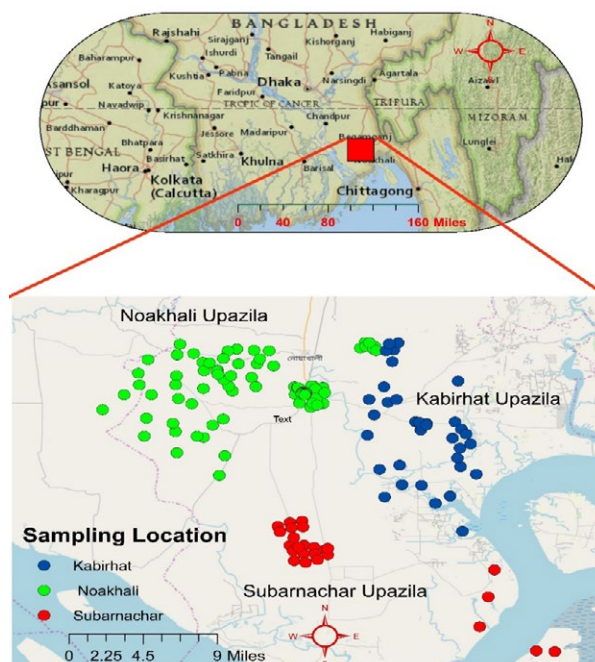 BANGLADESH
Rajshahi
Sirajganj
Kishorganj
Habiganj
N
W
E
S
Baharampur
Ishurdi
Tangail
Pabna
Kushtia
Dhaka
Narsingdi
Agartala
Aizawl
Asansol
Katoya
Faridpur
TROPIC OF CANCER
TRIPURA
pur
Navadwip
Krishnanagar
Chandpur
MIZORAM
Barddhaman
Jessore
Madaripur
Begamganj
Lunglei
Bhatpara
ST BENGAL
Basirhat
Satkhira
Khulna
Barisal
Haora
Kolkata
(Calcutta)
Kharagpur
Chittagong
0 40 80 160 Miles
Noakhali Upazila
নোয়াখালী
Kabirhat Upazila
Text
Sampling Location
Kabirhat
Noakhali
Subarnachar
Subarnachar Upazila
N
W
E
S
0 2.25 4.5 9 Miles